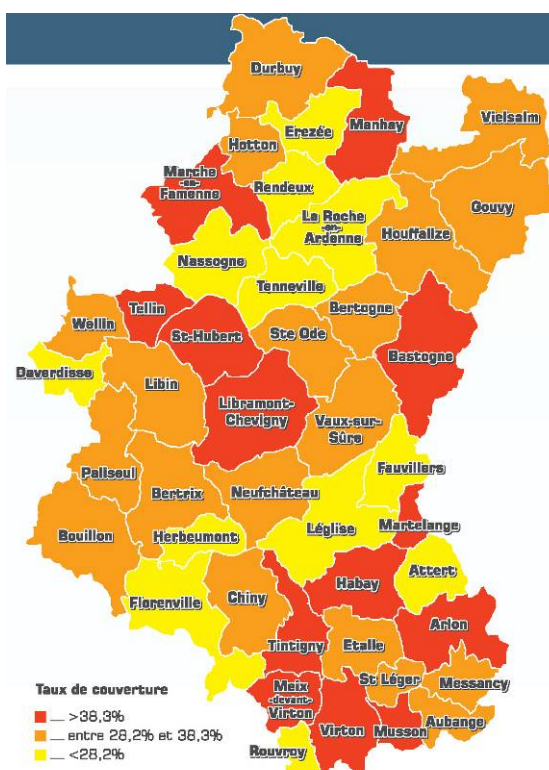 Durbuy
Vielsalm
Erezée
Manhay
Hotton
Marche
-en-
Famenne
Rendeux
Gouvy
La Roche
-en-
Ardenne
Houffalize
Nassogne
Tenneville
Tellin
Bertogne
Wellin
St-Hubert
Ste Ode
Bastogne
Daverdisse
Libin
Libramont-
Chevigny
Vaux-sur-
Sûre
Paliseul
Fauvillers
Bertrix
Neufchâteau
Martelange
Bouillon
Herbeumont
Léglise
Attert
Habay
Florenville
Chiny
Arlon
Tintigny
Etalle
St Léger
Messancy
Meix
-devant-
Virton
Aubange
Virton
Musson
Rouvroy
Taux de couverture
__ >38,3%
__ entre 28,2% et 38,3%
__ <28,2%